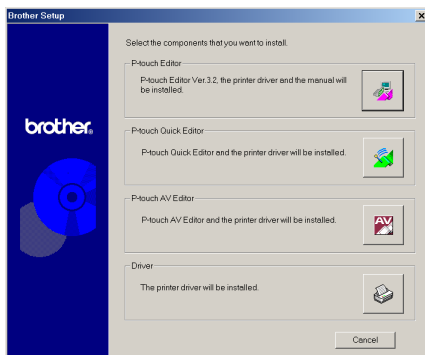 Brother Setup
Select the components that you want to install.
P-touch Editor
P-touch Editor Ver.3.2, the printer driver and the manual will
be installed.
brother®
P-touch Quick Editor
P-touch Quick Editor and the printer driver will be installed.
P-touch AV Editor
P-touch AV Editor and the printer driver will be installed.
AV
Driver
The printer driver will be installed.
Cancel